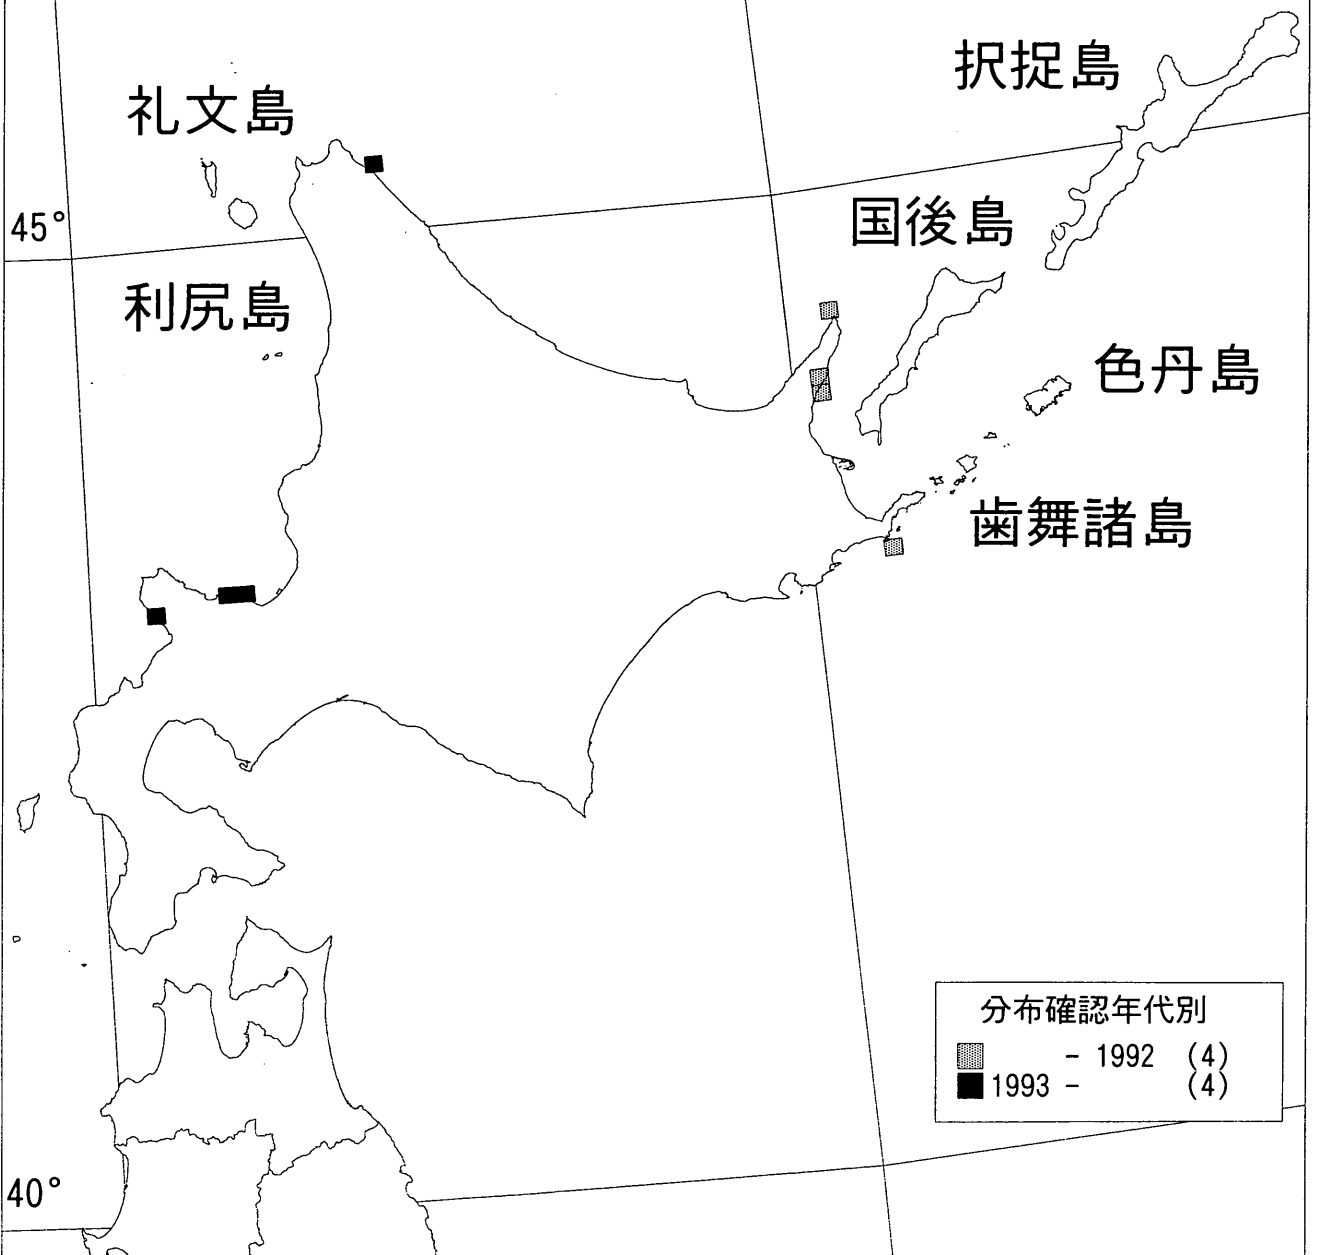 択捉島
礼文島
国後島
45°
利尻島
色丹島
歯舞諸島
分布確認年代別
- 1992 (4)
1993 - (4)
40°